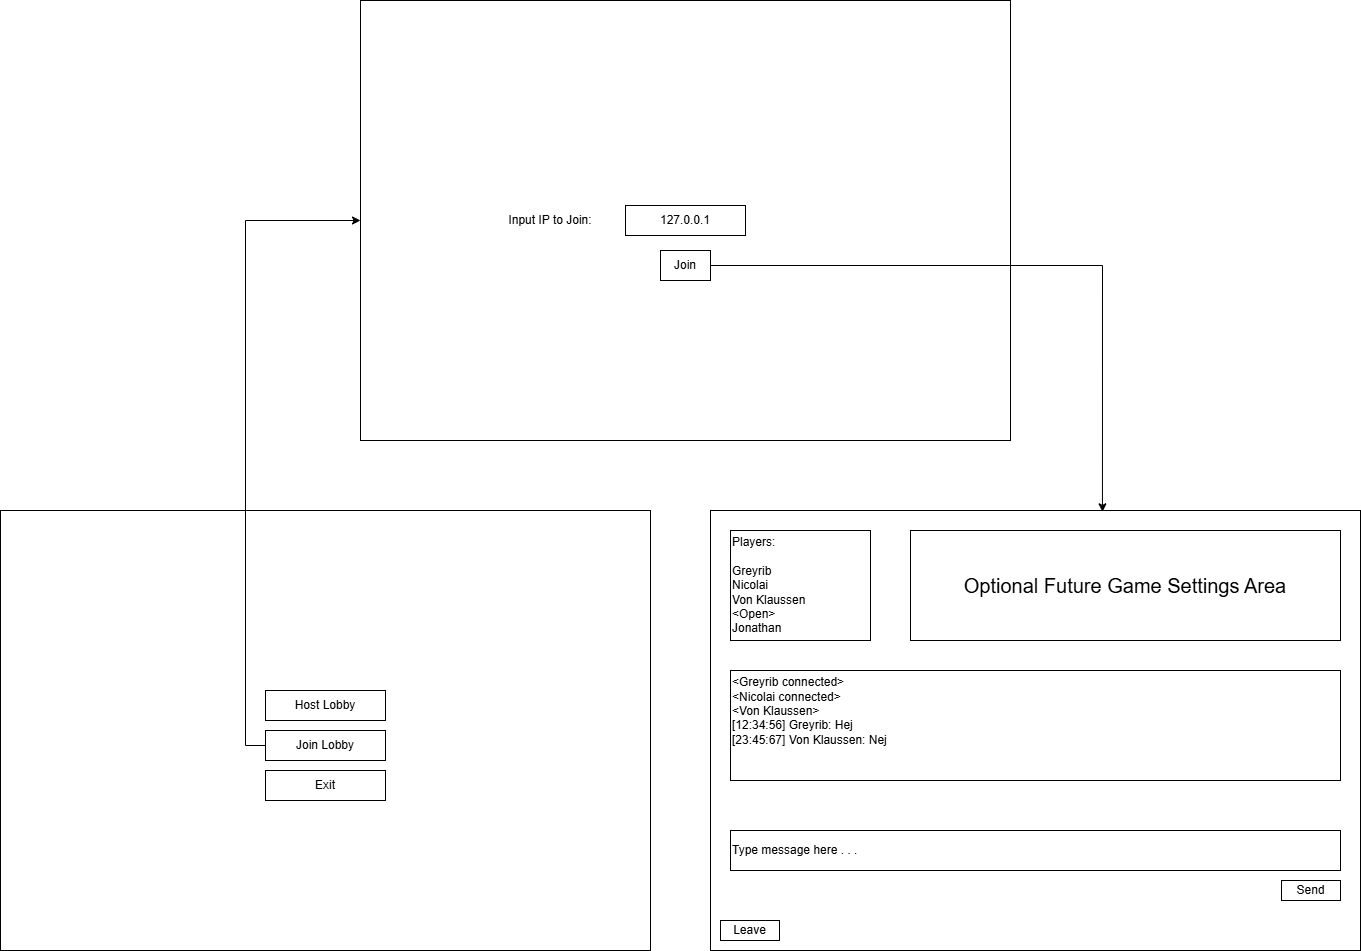 Input IP to Join:
127.0.0.1
Join
Host Lobby
Join Lobby
Exit
Players:
Greyrib
Nicolai
Von Klaussen
<Open>
Jonathan
Optional Future Game Settings Area
<Greyrib connected>
<Nicolai connected>
<Von Klaussen>
[12:34:56] Greyrib: Hej
[23:45:67] Von Klaussen: Nej
Type message here . . .
Send
Leave